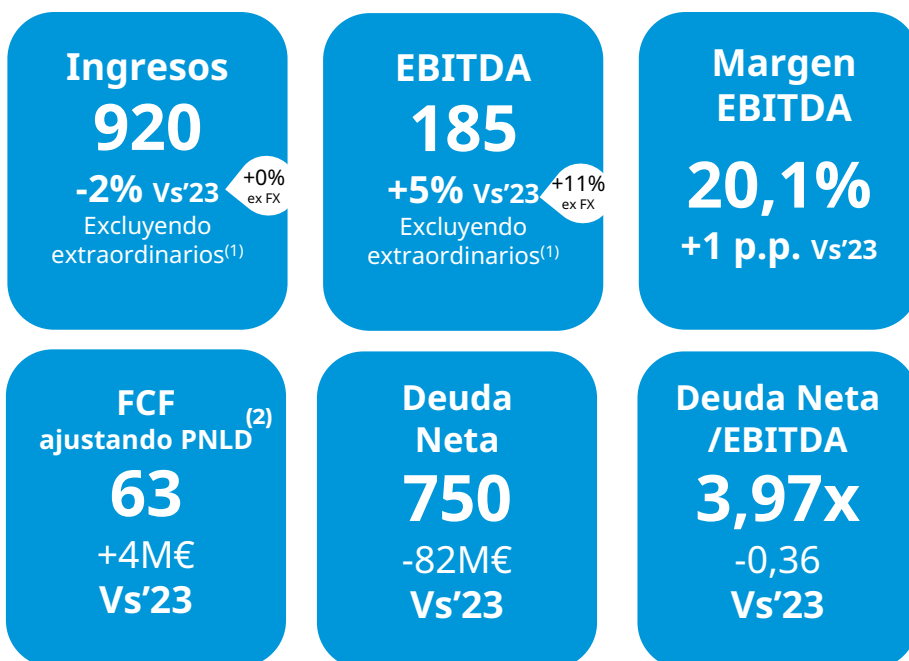 Ingresos
920
-2% Vs’23
+0%
ex FX
Excluyendo
extraordinarios(1)
EBITDA
185
+5% Vs’23
+11%
ex FX
Excluyendo
extraordinarios(1)
Margen
EBITDA
20,1%
+1 p.p. Vs’23
FCF
ajustando PNLD(2)
63
+4M€
Vs’23
Deuda
Neta
750
-82M€
Vs’23
Deuda Neta
/EBITDA
3,97x
-0,36
Vs’23